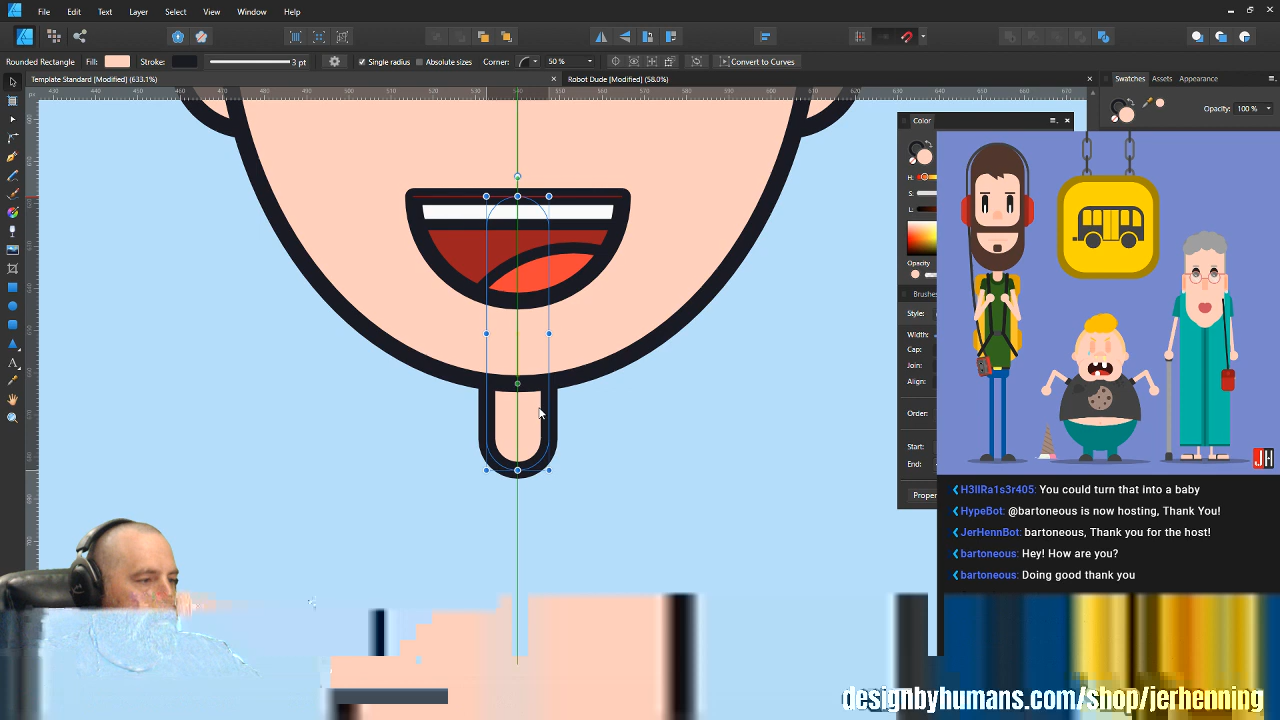 File Edit Text Layer Select View Window Help
Rounded Rectangle Fill: Stroke: 3 pt Single radius Absolute sizes Corner: 50 % Convert to Curves
Template Standard [Modified] (633.1%) Robot Dude [Modified] (58.0%)
Swatches Assets Appearance
Opacity: 100 %
Color
H:
S:
L:
Opacity
Brushes
Style:
Width:
Cap:
Join:
Align:
Order:
Start:
End:
Proper
JH
H3llRa1s3r405: You could turn that into a baby
HypeBot: @bartoneous is now hosting, Thank You!
JerHennBot: bartoneous, Thank you for the host!
bartoneous: Hey! How are you?
bartoneous: Doing good thank you
designbyhumans.com/shop/jerhenning